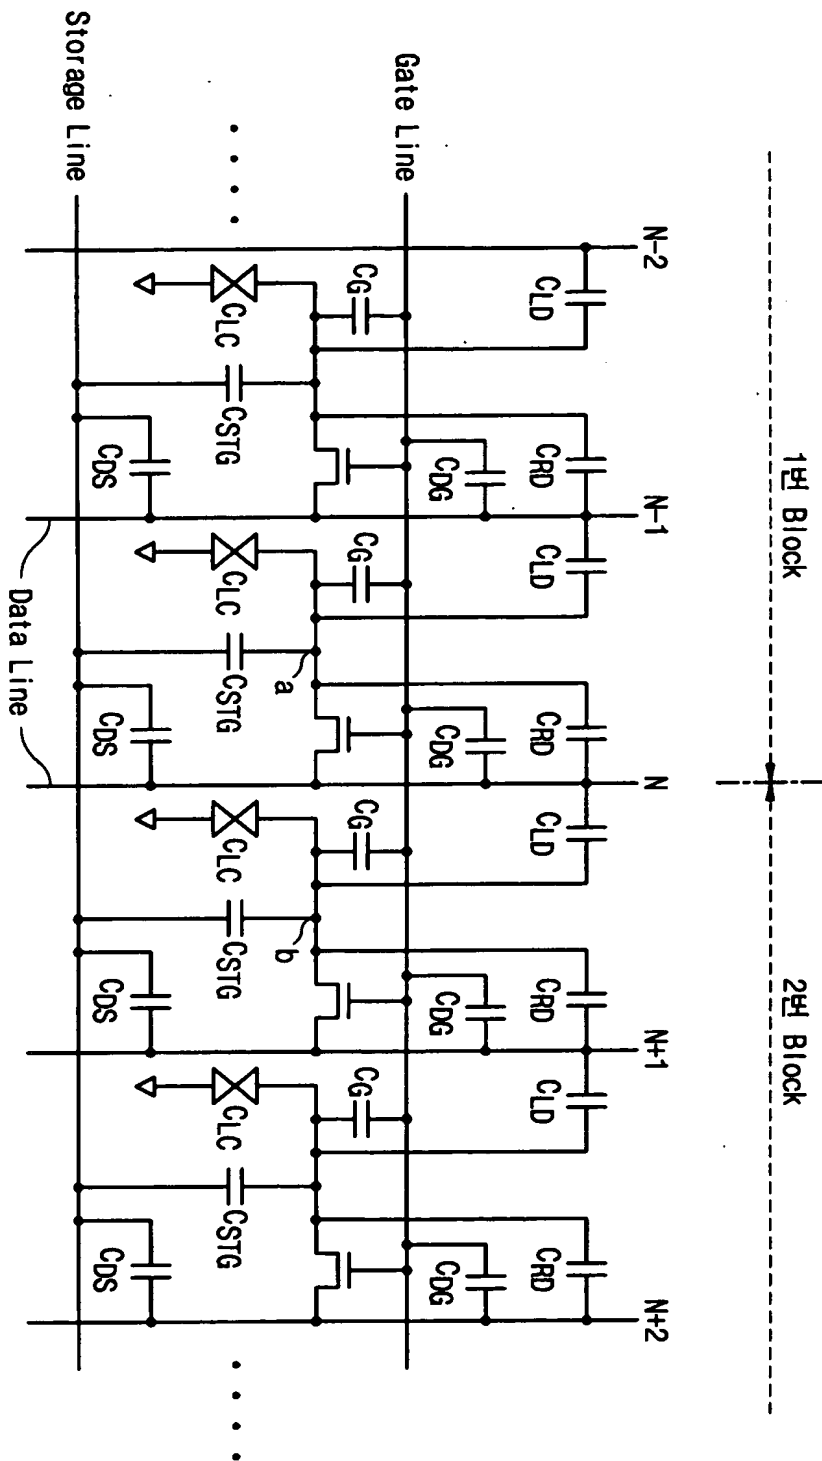 1번 Block
2번 Block
N-2
N-1
N
N+1
N+2
CLD
CLD
CLD
CLD
CRD
CRD
CRD
CRD
CDG
CDG
CDG
CDG
Gate Line
CG
CG
CG
CG
a
b
CLC
CSTG
CLC
CSTG
CLC
CSTG
CLC
CSTG
CDS
CDS
CDS
CDS
Storage Line
Data Line